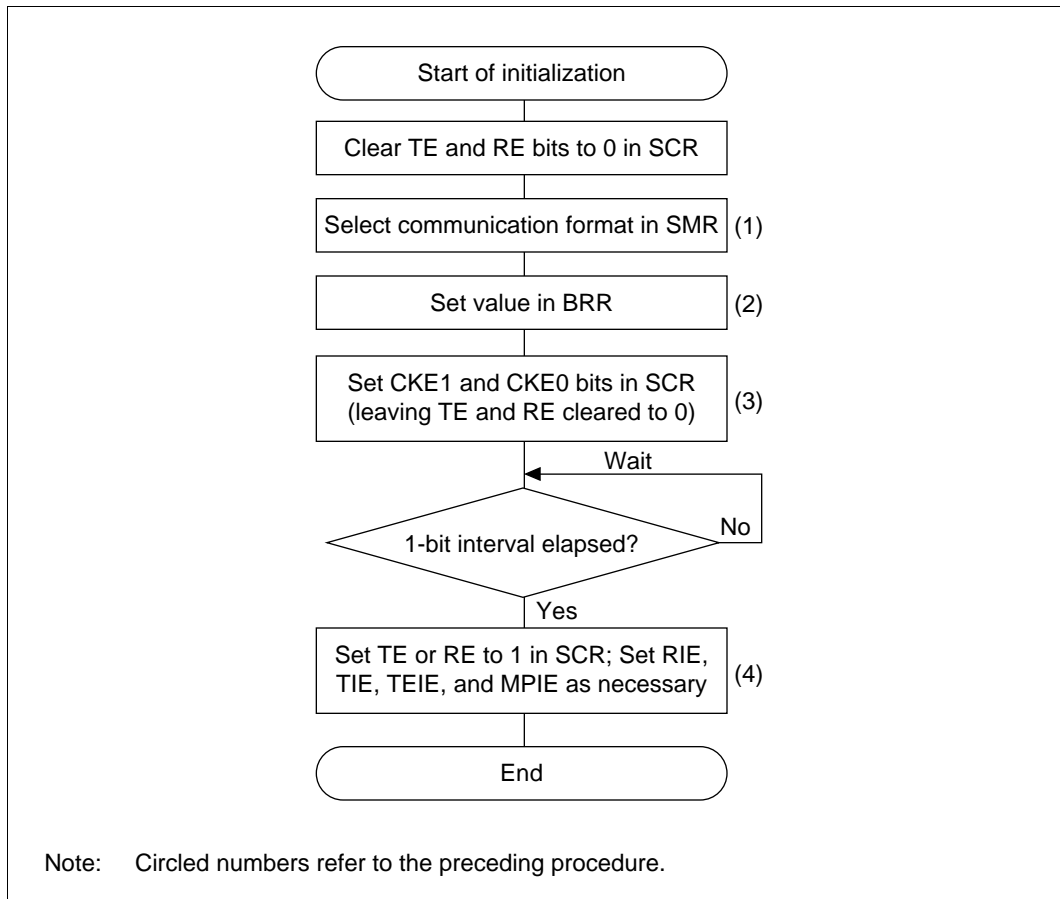 Start of initialization
Clear TE and RE bits to 0 in SCR
Select communication format in SMR (1)
Set value in BRR (2)
Set CKE1 and CKE0 bits in SCR
(leaving TE and RE cleared to 0) (3)
Wait
No
1-bit interval elapsed?
Yes
Set TE or RE to 1 in SCR; Set RIE,
TIE, TEIE, and MPIE as necessary (4)
End
Note: Circled numbers refer to the preceding procedure.